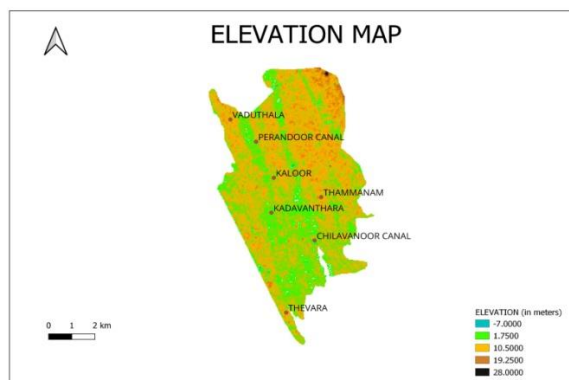 ELEVATION MAP
VADUTHALA
PERANDOOR CANAL
KALOOR
THAMMANAM
KADAVANTHARA
CHILAVANOOR CANAL
THEVARA
0 1 2 km
ELEVATION (in meters)
-7.0000
1.7500
10.5000
19.2500
28.0000